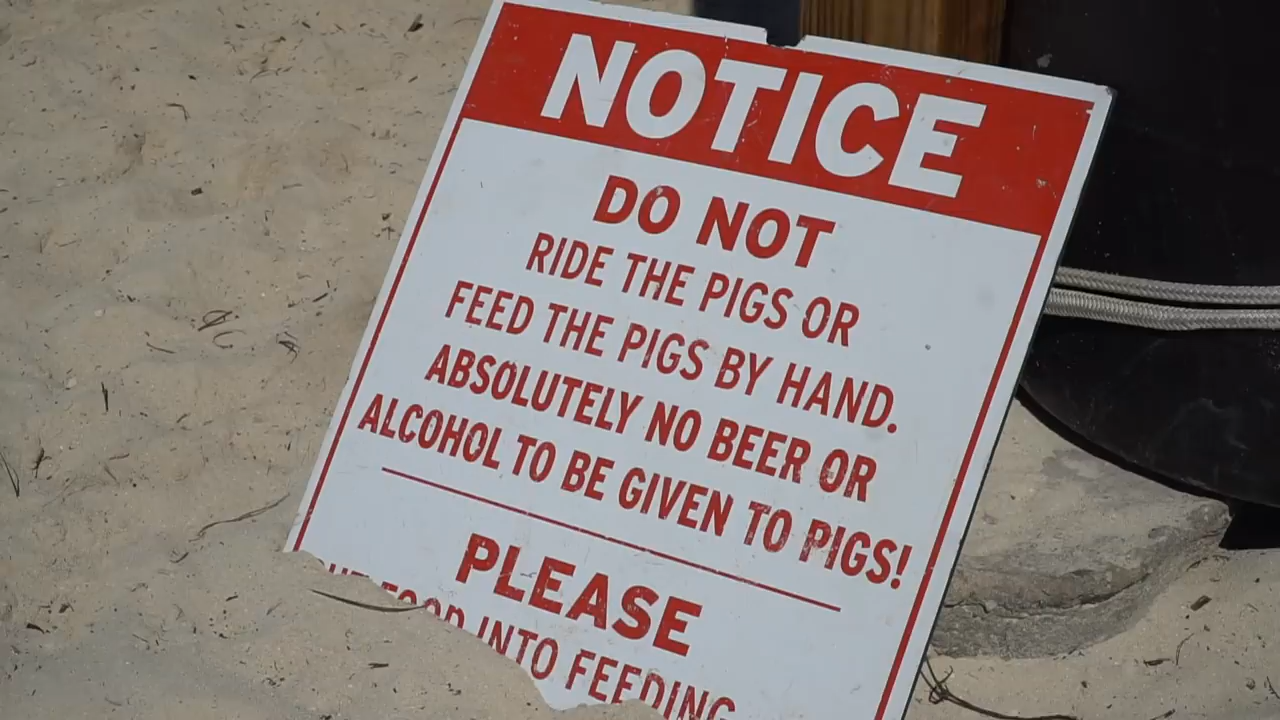 NOTICE
DO NOT
RIDE THE PIGS OR
FEED THE PIGS BY HAND.
ABSOLUTELY NO BEER OR
ALCOHOL TO BE GIVEN TO PIGS!
PLEASE
FOOD INTO FEEDING